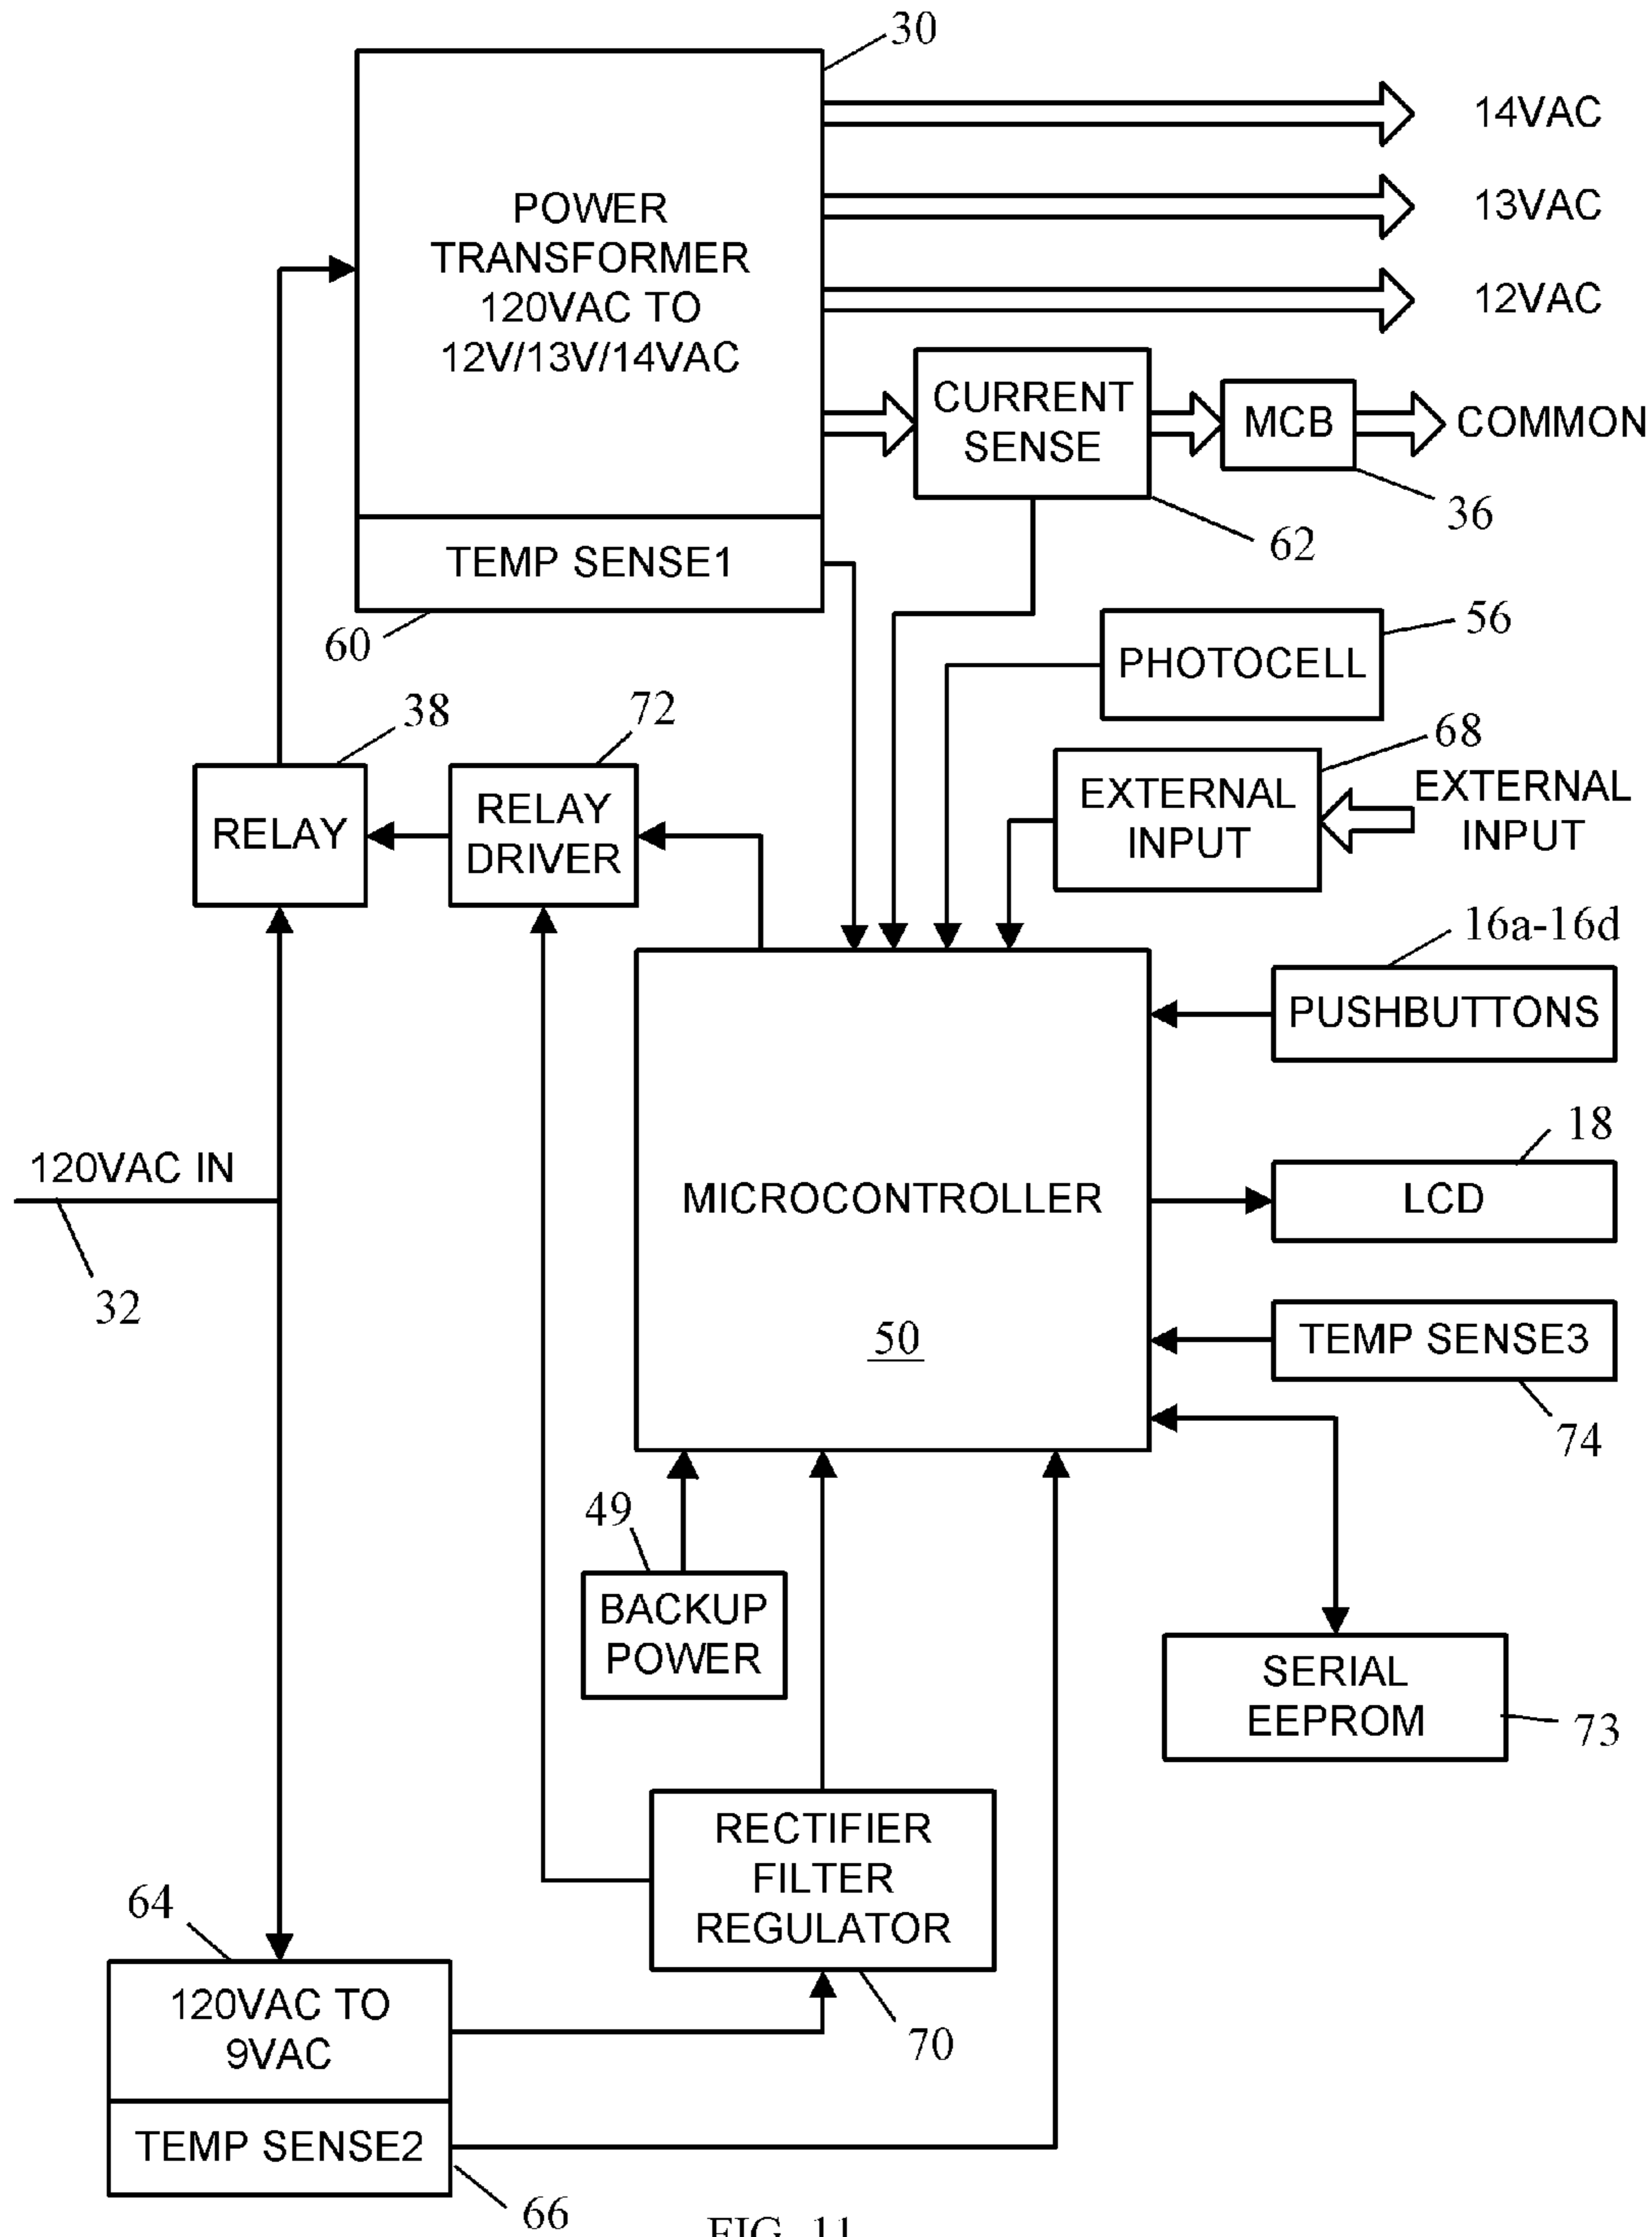 30
14VAC
13VAC
12VAC
POWER
TRANSFORMER
120VAC TO
12V/13V/14VAC
CURRENT
SENSE
MCB
COMMON
36
62
TEMP SENSE1
60
56
PHOTOCELL
38
72
68
RELAY
RELAY
DRIVER
EXTERNAL
INPUT
EXTERNAL
INPUT
16a-16d
PUSHBUTTONS
120VAC IN
32
MICROCONTROLLER
50
18
LCD
TEMP SENSE3
74
49
BACKUP
POWER
SERIAL
EEPROM
73
RECTIFIER
FILTER
REGULATOR
70
64
120VAC TO
9VAC
TEMP SENSE2
66
FIG. 11